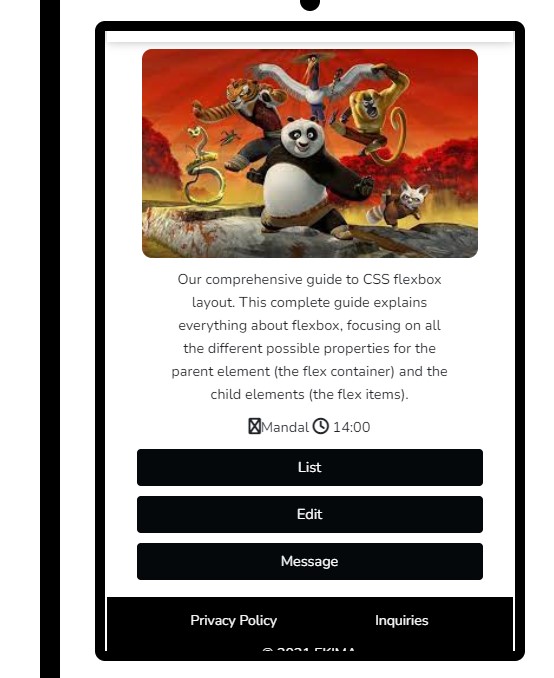 Our comprehensive guide to CSS flexbox
layout. This complete guide explains
everything about flexbox, focusing on all
the different possible properties for the
parent element (the flex container) and the
child elements (the flex items).
Mandal 14:00
List
Edit
Message
Privacy Policy Inquiries
© 2021 EKIMA